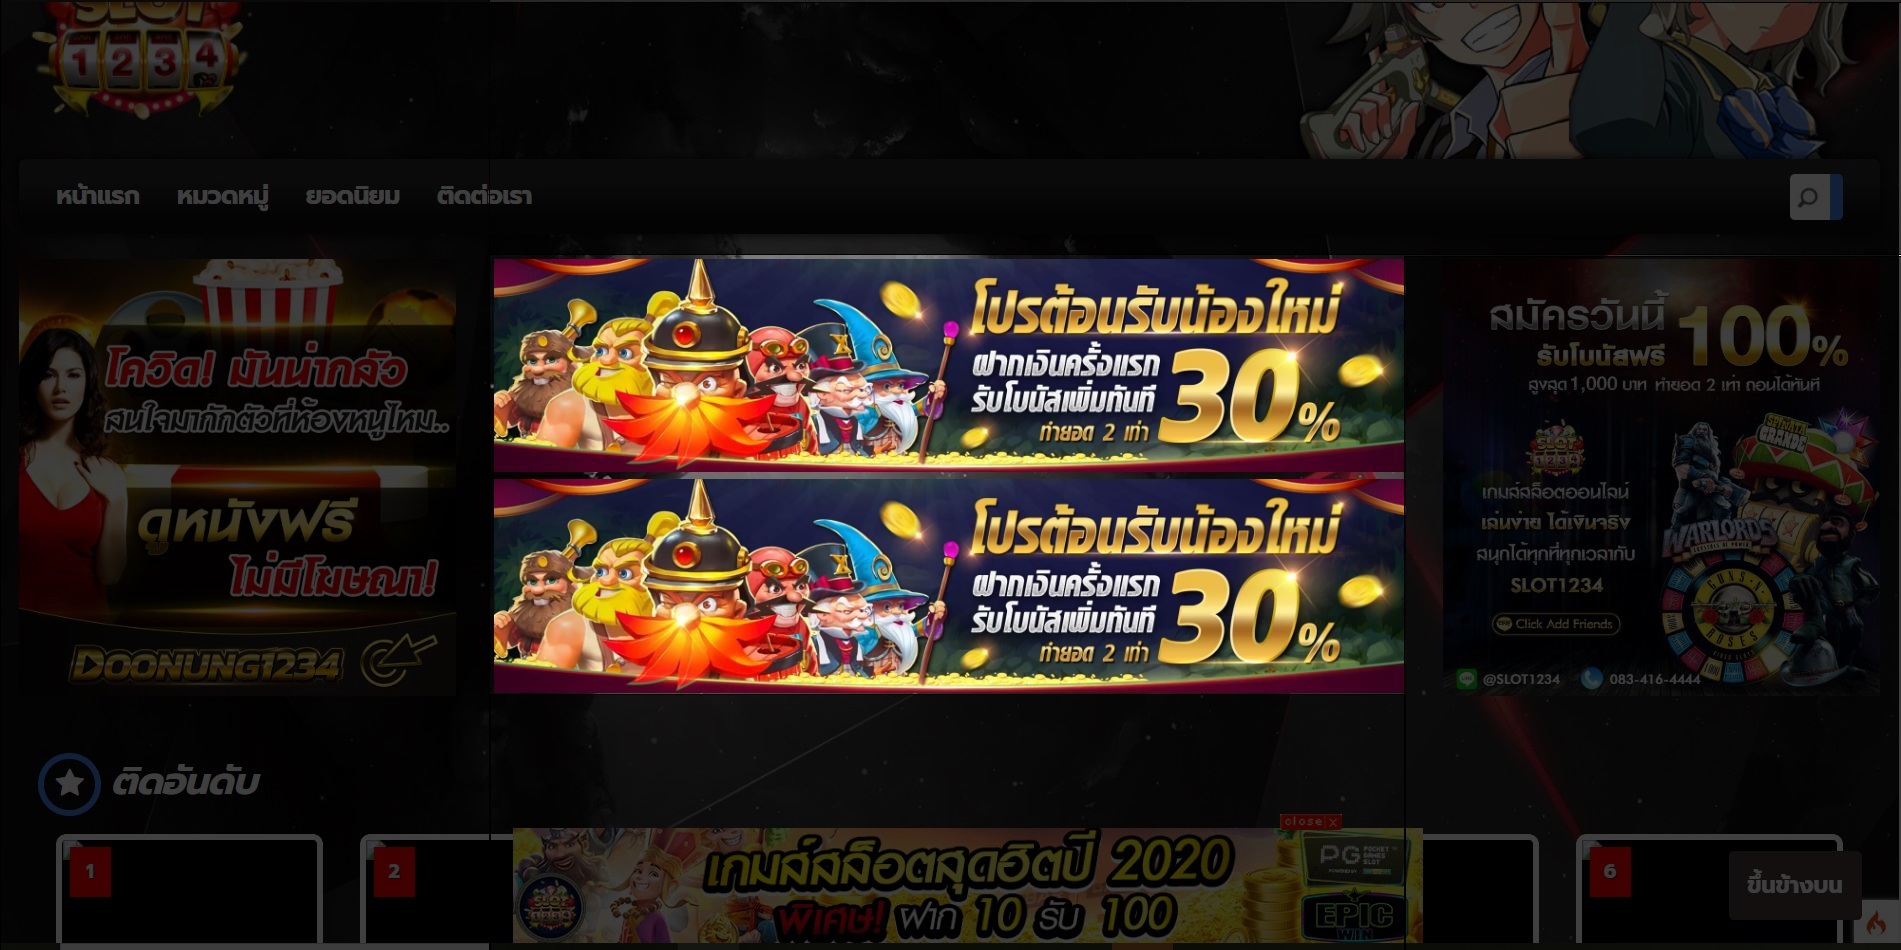 SLOT
1 2 3 4
หน้าแรก หมวดหมู่ ยอดนิยม ติดต่อเรา
โควิด! มันน่ากลัว
สนใจมากักตัวที่ห้องหนูไหม..
ดูหนังฟรี
ไม่มีโฆษณา!
DOONUNG1234
โปรต้อนรับน้องใหม่
ฝากเงินครั้งแรก
รับโบนัสเพิ่มทันที
30%
ทำยอด 2 เท่า
โปรต้อนรับน้องใหม่
ฝากเงินครั้งแรก
รับโบนัสเพิ่มทันที
30%
ทำยอด 2 เท่า
สมัครวันนี้
รับโบนัสฟรี
100%
สูงสุด 1,000 บาท ทำยอด 2 เท่า ถอนได้ทันที
SLOT
1234
เกมส์สล็อตออนไลน์
เล่นง่าย ได้เงินจริง
สนุกได้ทุกที่ทุกเวลากับ
SLOT1234
Click Add Friends
@SLOT1234 083-416-4444
WARLORDS
CRYSTALS OF POWER
GUNS N'
ROSES
VIDEO SLOTS
ติดอันดับ
close x
1
2
6
เกมส์สล็อตสุดฮิตปี 2020
พิเศษ! ฝาก 10 รับ 100
SLOT
PG POCKET GAMES SLOT
EPIC
WIN
ขึ้นข้างบน